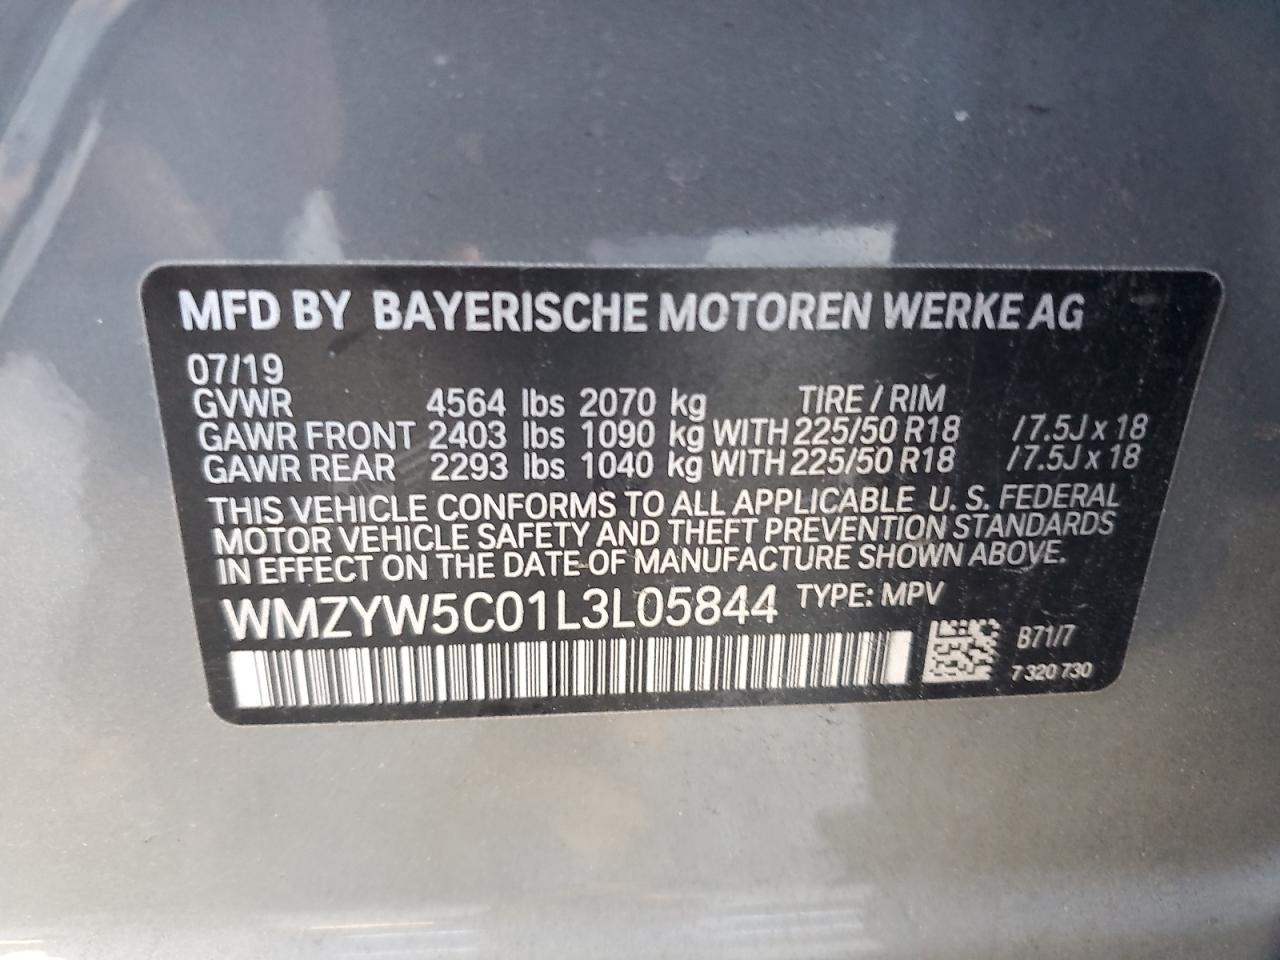 MFD BY BAYERISCHE MOTOREN WERKE AG
07/19
GVWR 4564 lbs 2070 kg TIRE / RIM
GAWR FRONT 2403 lbs 1090 kg WITH 225/50 R18 / 7.5J x 18
GAWR REAR 2293 lbs 1040 kg WITH 225/50 R18 / 7.5J x 18
THIS VEHICLE CONFORMS TO ALL APPLICABLE U. S. FEDERAL
MOTOR VEHICLE SAFETY AND THEFT PREVENTION STANDARDS
IN EFFECT ON THE DATE OF MANUFACTURE SHOWN ABOVE.
WMZYW5C01L3L05844 TYPE: MPV
B71/7
7 320 730